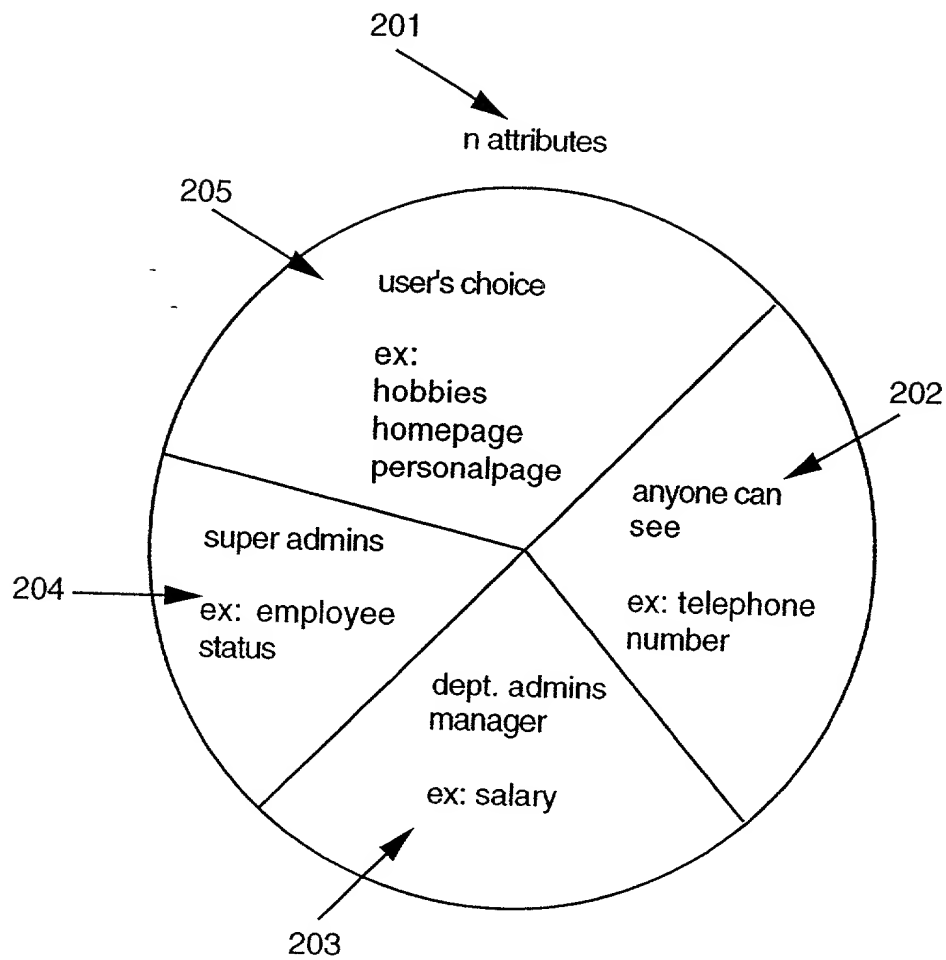 201
n attributes
205
user's choice
ex:
hobbies
homepage
personalpage
202
anyone can
see
ex: telephone
number
super admins
204
ex: employee
status
dept. admins
manager
ex: salary
203